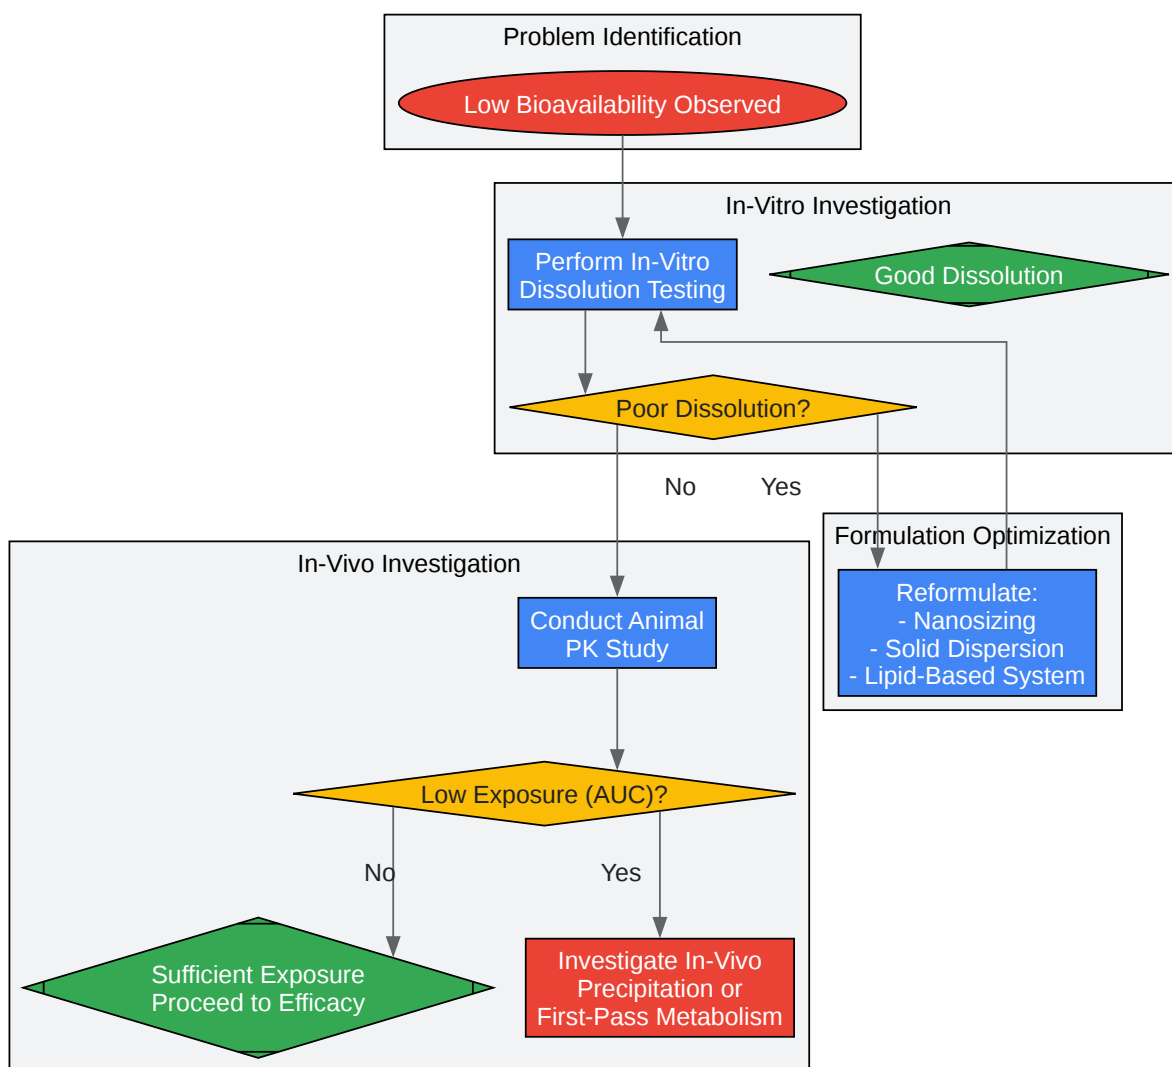 Problem Identification
Low Bioavailability Observed
In-Vitro Investigation
Perform In-Vitro
Dissolution Testing
Good Dissolution
Poor Dissolution?
No
Yes
Formulation Optimization
Reformulate:
- Nanosizing
- Solid Dispersion
- Lipid-Based System
In-Vivo Investigation
Conduct Animal
PK Study
Low Exposure (AUC)?
No
Yes
Sufficient Exposure
Proceed to Efficacy
Investigate In-Vivo
Precipitation or
First-Pass Metabolism